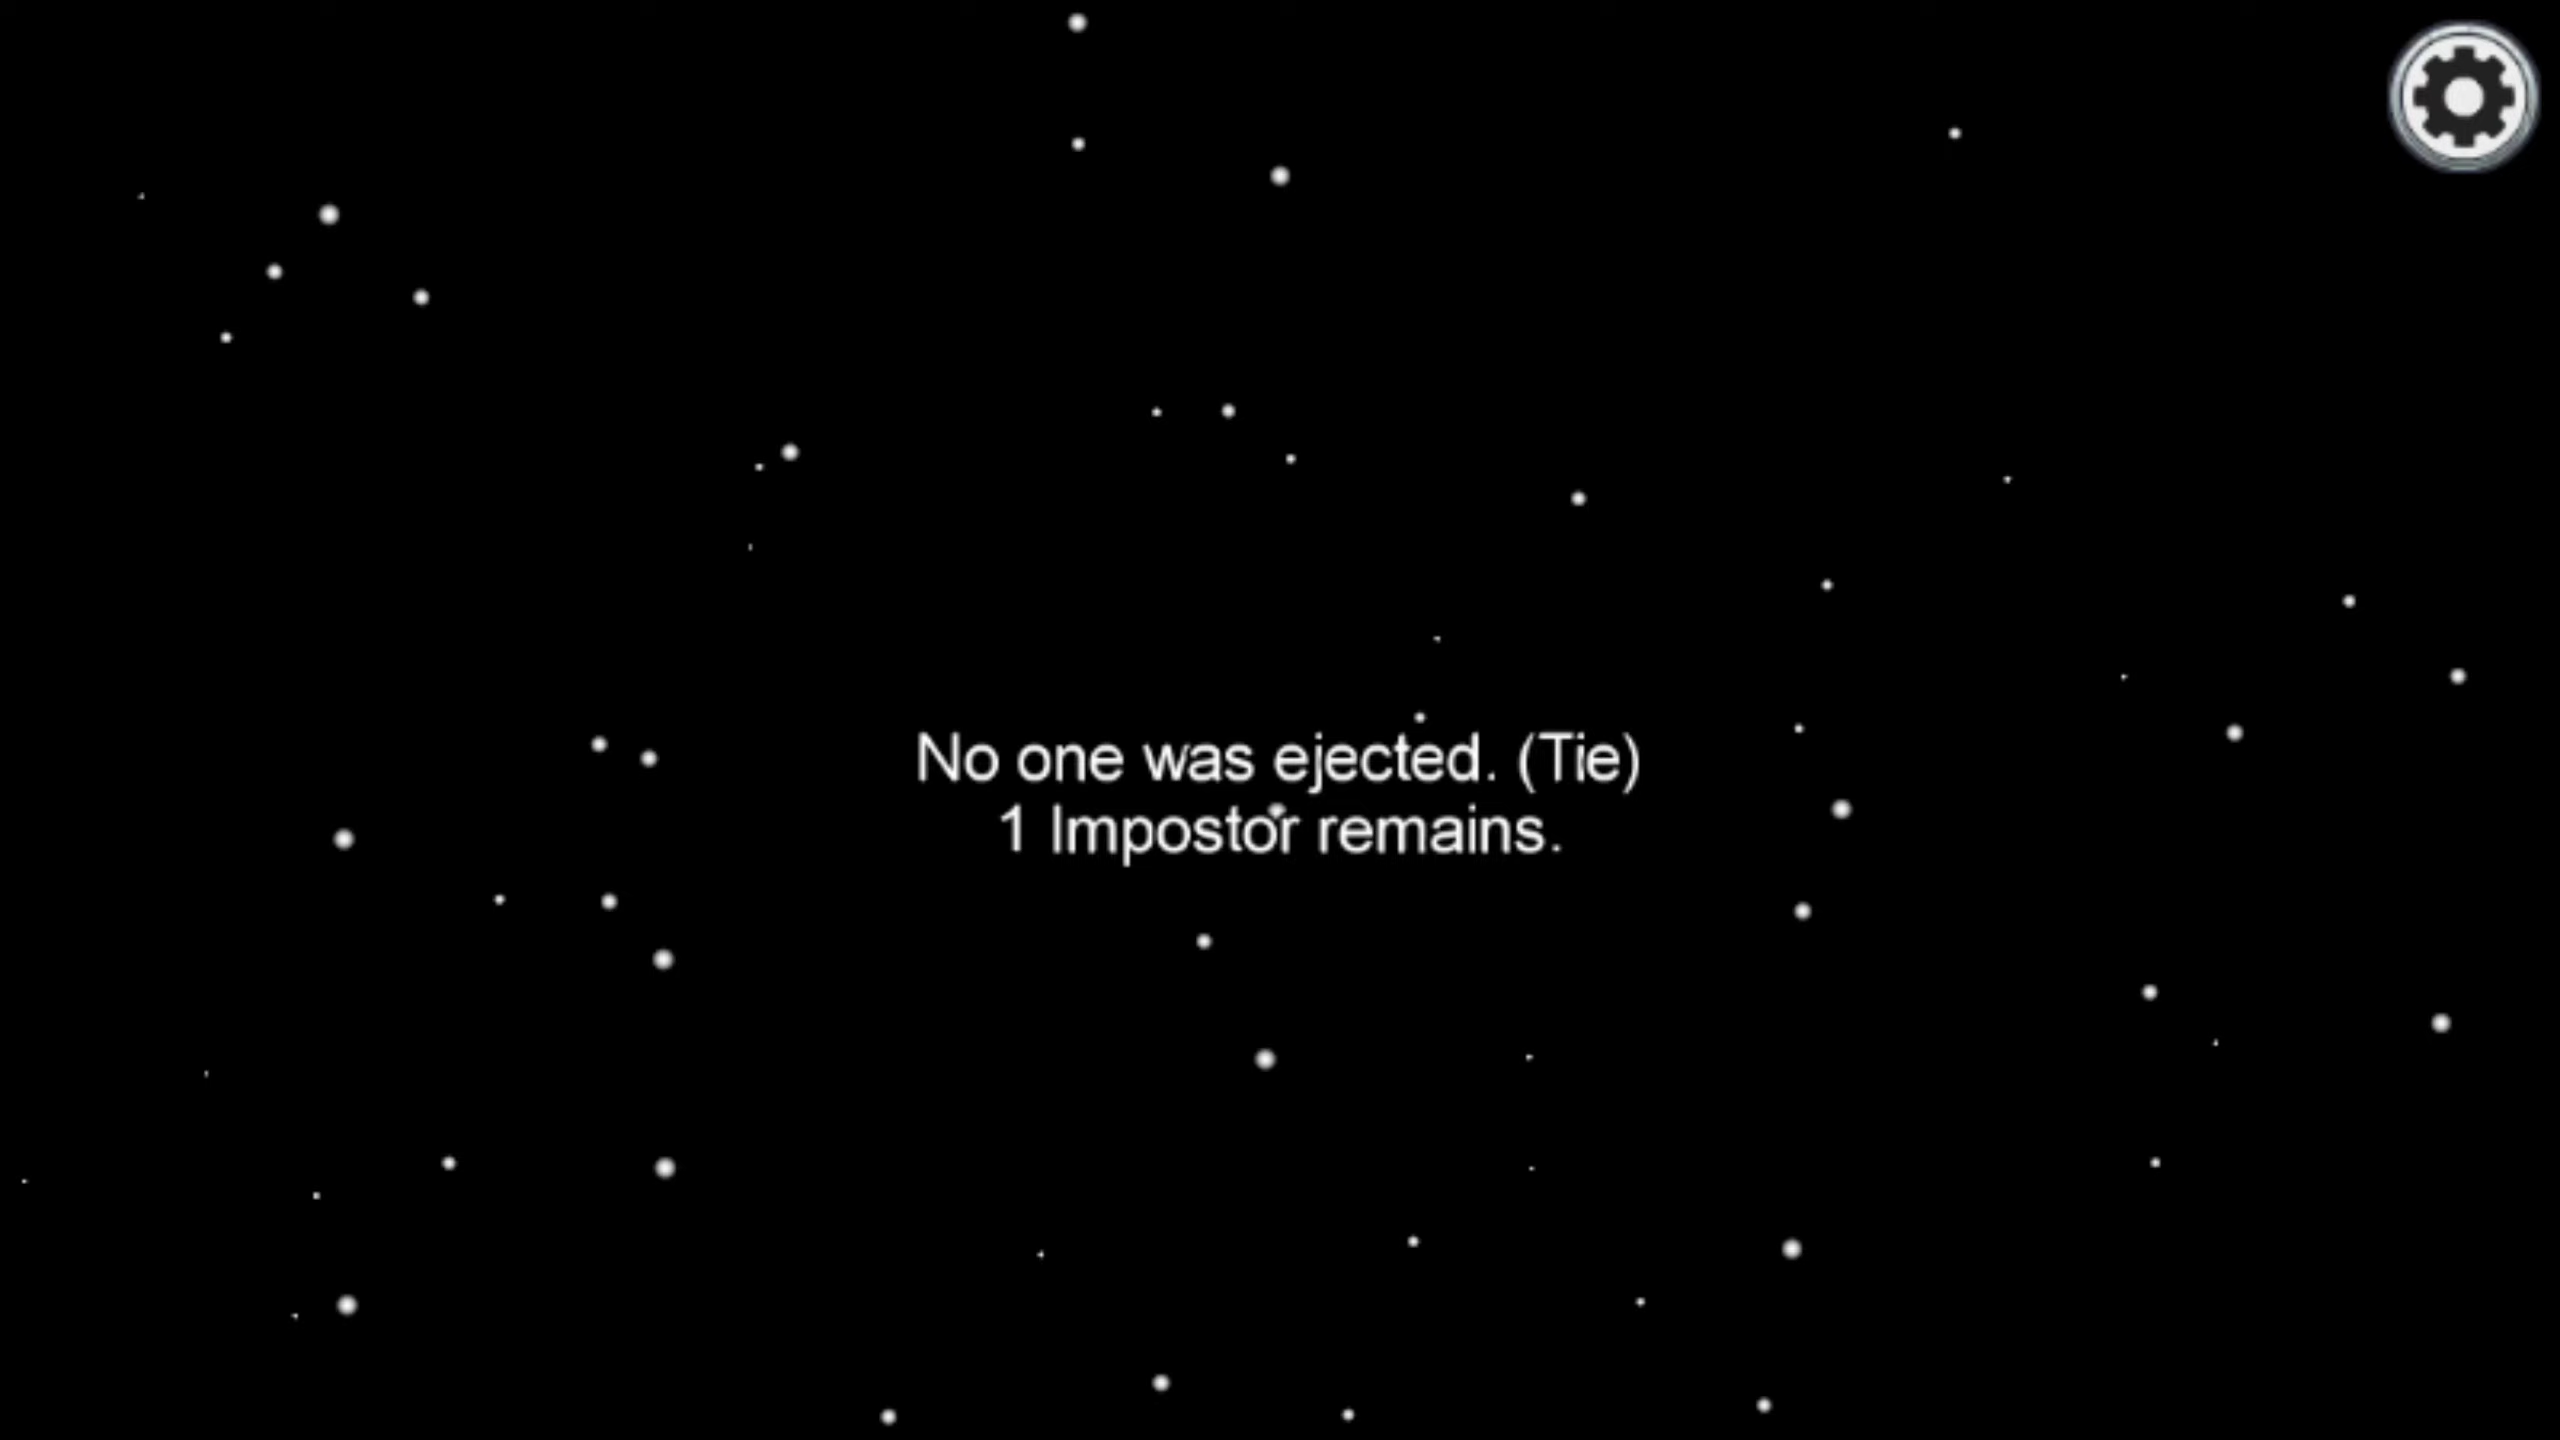 No one was ejected. (Tie)
1 Impostor remains.